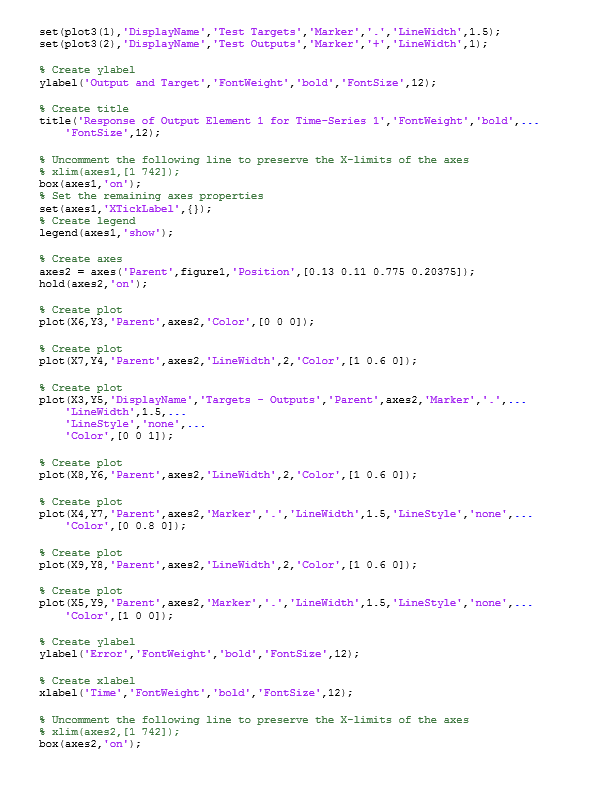 set(plot3(1),'DisplayName','Test Targets','Marker','.','LineWidth',1.5);
set(plot3(2),'DisplayName','Test Outputs','Marker','+','LineWidth',1);
% Create ylabel
ylabel('Output and Target','FontWeight','bold','FontSize',12);
% Create title
title('Response of Output Element 1 for Time-Series 1','FontWeight','bold',...
'FontSize',12);
% Uncomment the following line to preserve the X-limits of the axes
% xlim(axes1,[1 742]);
box(axes1,'on');
% Set the remaining axes properties
set(axes1,'XTickLabel',{});
% Create legend
legend(axes1,'show');
% Create axes
axes2 = axes('Parent',figure1,'Position',[0.13 0.11 0.775 0.20375]);
hold(axes2,'on');
% Create plot
plot(X6,Y3,'Parent',axes2,'Color',[0 0 0]);
% Create plot
plot(X7,Y4,'Parent',axes2,'LineWidth',2,'Color',[1 0.6 0]);
% Create plot
plot(X3,Y5,'DisplayName','Targets - Outputs','Parent',axes2,'Marker','.',...
'LineWidth',1.5,...
'LineStyle','none',...
'Color',[0 0 1]);
% Create plot
plot(X8,Y6,'Parent',axes2,'LineWidth',2,'Color',[1 0.6 0]);
% Create plot
plot(X4,Y7,'Parent',axes2,'Marker','.','LineWidth',1.5,'LineStyle','none',...
'Color',[0 0.8 0]);
% Create plot
plot(X9,Y8,'Parent',axes2,'LineWidth',2,'Color',[1 0.6 0]);
% Create plot
plot(X5,Y9,'Parent',axes2,'Marker','.','LineWidth',1.5,'LineStyle','none',...
'Color',[1 0 0]);
% Create ylabel
ylabel('Error','FontWeight','bold','FontSize',12);
% Create xlabel
xlabel('Time','FontWeight','bold','FontSize',12);
% Uncomment the following line to preserve the X-limits of the axes
% xlim(axes2,[1 742]);
box(axes2,'on');